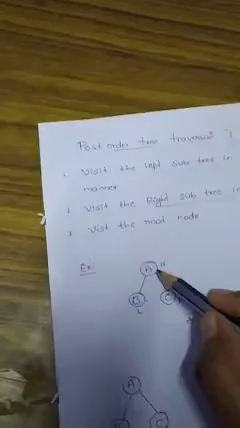 Post order tree traversal
1. Visit the left sub tree in
manner
2 Visit the Right sub tree in
3 Vist the root node
Ex:
A
B C
L
A
C